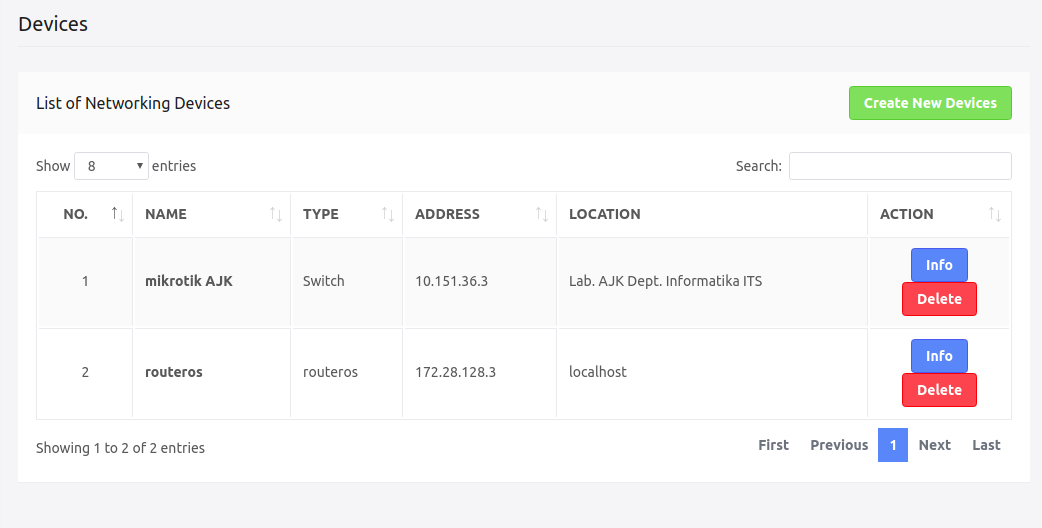 Devices
List of Networking Devices Create New Devices
Show 8 entries Search:
NO. NAME TYPE ADDRESS LOCATION ACTION
1 mikrotik AJK Switch 10.151.36.3 Lab. AJK Dept. Informatika ITS Info
Delete
2 routeros routeros 172.28.128.3 localhost Info
Delete
Showing 1 to 2 of 2 entries First Previous 1 Next Last